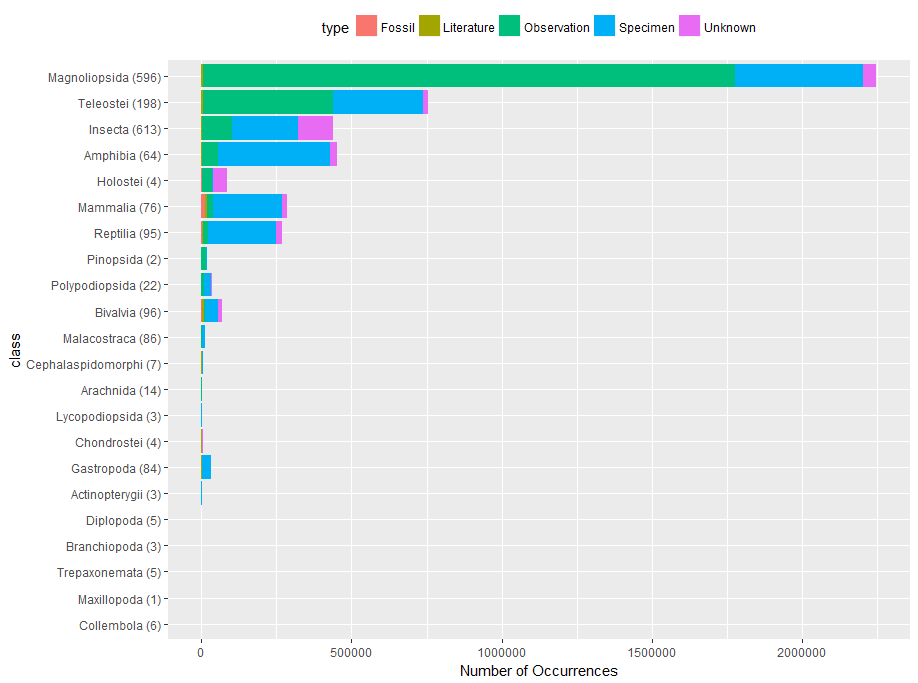 type Fossil Literature Observation Specimen Unknown
Magnoliopsida (596)
Teleostei (198)
Insecta (613)
Amphibia (64)
Holostei (4)
Mammalia (76)
Reptilia (95)
Pinopsida (2)
Polypodiopsida (22)
Bivalvia (96)
Malacostraca (86)
class
Cephalaspidomorphi (7)
Arachnida (14)
Lycopodiopsida (3)
Chondrostei (4)
Gastropoda (84)
Actinopterygii (3)
Diplopoda (5)
Branchiopoda (3)
Trepaxonemata (5)
Maxillopoda (1)
Collembola (6)
0 500000 1000000 1500000 2000000
Number of Occurrences